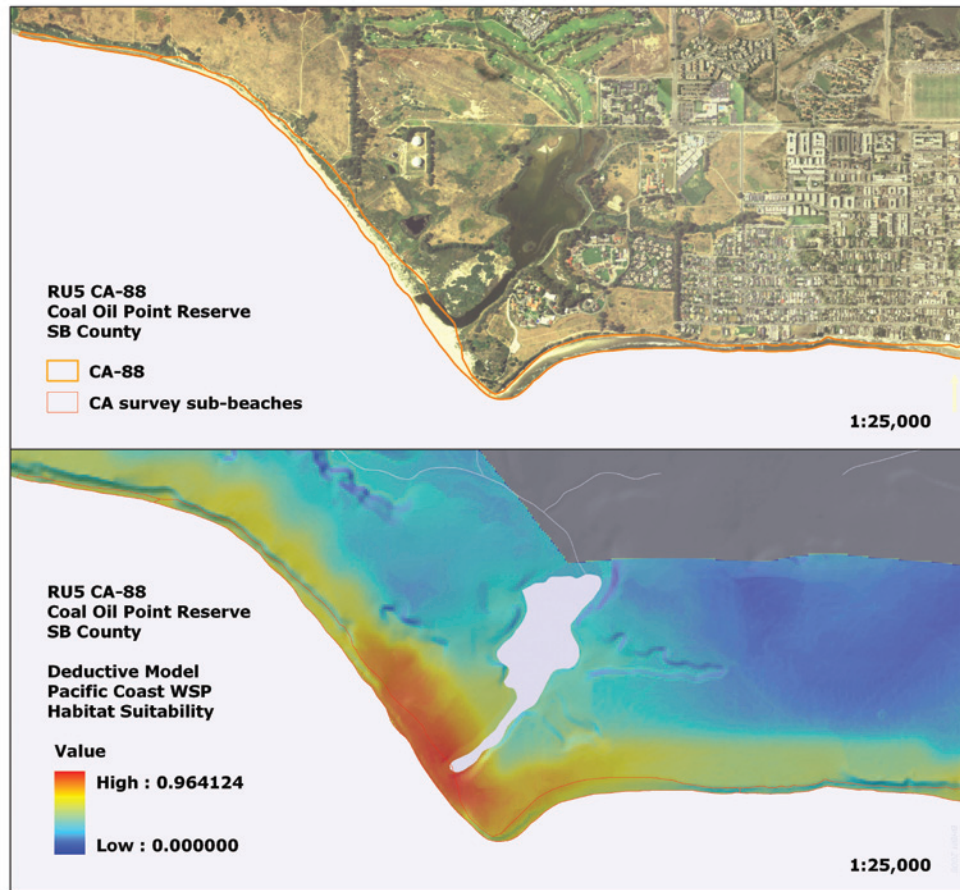 RU5 CA-88
Coal Oil Point Reserve
SB County
CA-88
CA survey sub-beaches
1:25,000
RU5 CA-88
Coal Oil Point Reserve
SB County
Deductive Model
Pacific Coast WSP
Habitat Suitability
Value
High : 0.964124
Low : 0.000000
1:25,000